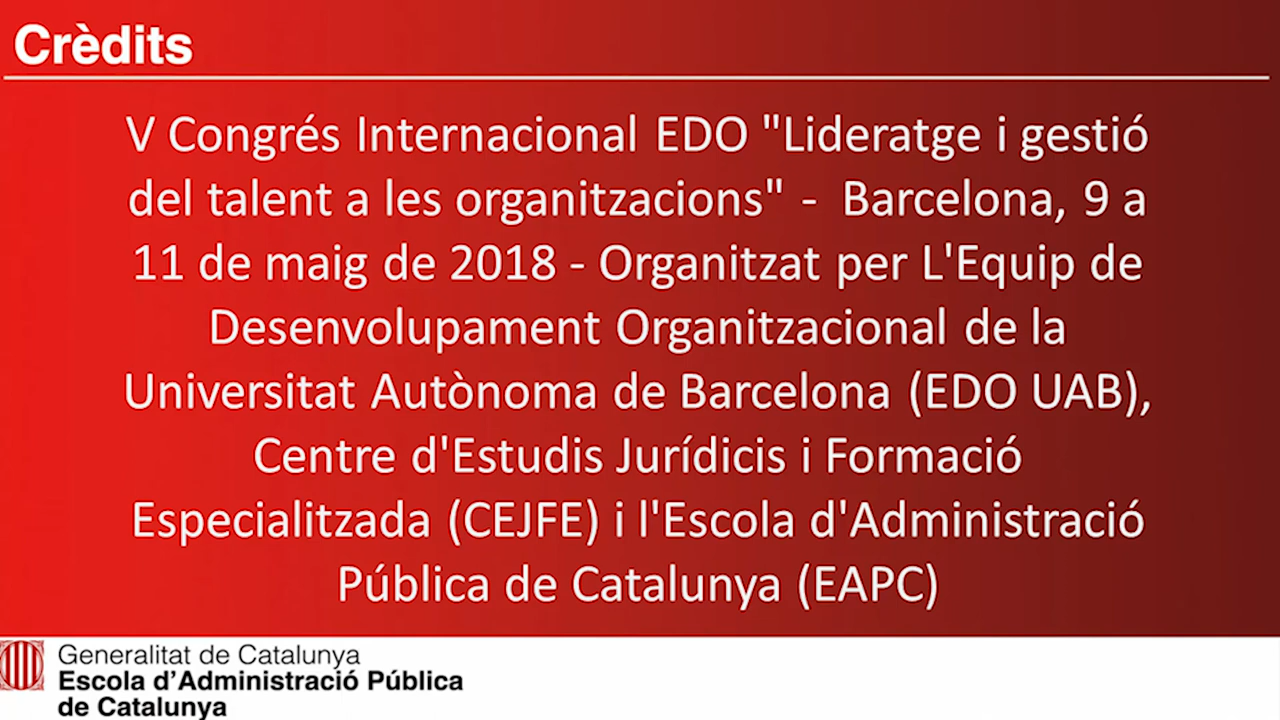 Crèdits
V Congrés Internacional EDO "Lideratge i gestió
del talent a les organitzacions" - Barcelona, 9 a
11 de maig de 2018 - Organitzat per L'Equip de
Desenvolupament Organitzacional de la
Universitat Autònoma de Barcelona (EDO UAB),
Centre d'Estudis Jurídicis i Formació
Especialitzada (CEJFE) i l'Escola d'Administració
Pública de Catalunya (EAPC)
Generalitat de Catalunya
Escola d'Administració Pública
de Catalunya